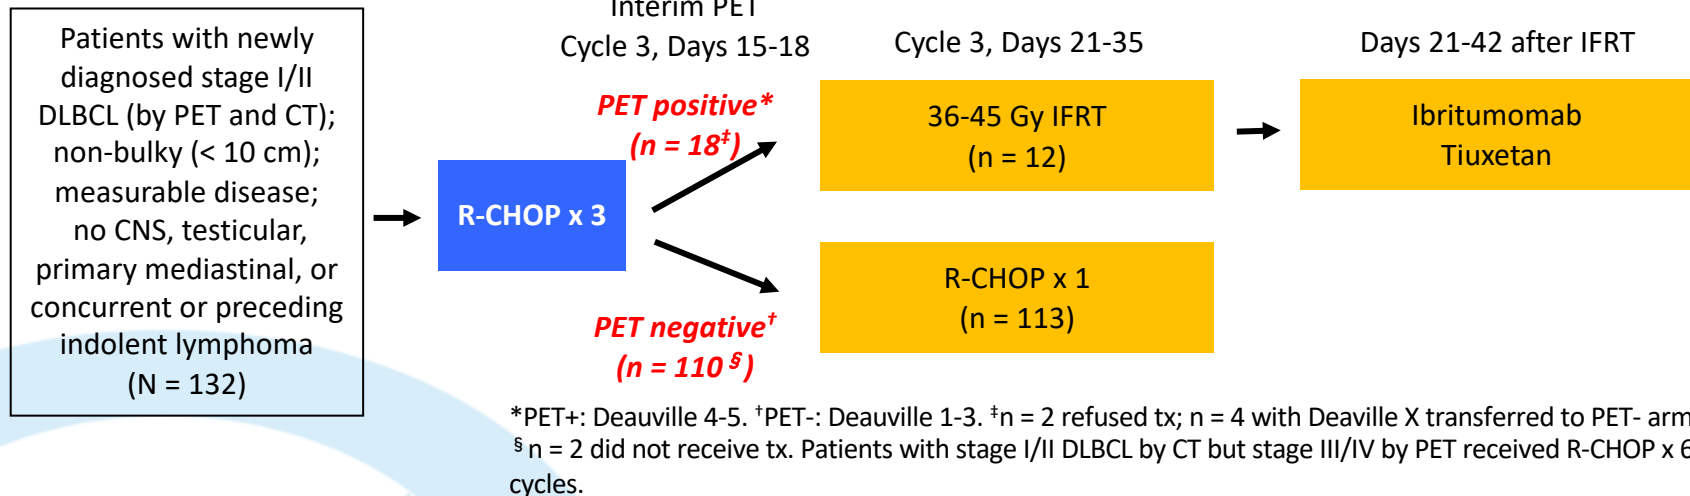 Patients with newly
diagnosed stage I/II
DLBCL (by PET and CT);
non-bulky (< 10 cm);
measurable disease;
no CNS, testicular,
primary mediastinal, or
concurrent or preceding
indolent lymphoma
(N = 132)
R-CHOP x 3
Interim PET
Cycle 3, Days 15-18
PET positive*
(n = 18‡)
PET negative†
(n = 110 §)
Cycle 3, Days 21-35
36-45 Gy IFRT
(n = 12)
R-CHOP x 1
(n = 113)
Days 21-42 after IFRT
Ibritumomab
Tiuxetan
*PET+: Deauville 4-5. †PET-: Deauville 1-3. ‡n = 2 refused tx; n = 4 with Deaville X transferred to PET- arm
§ n = 2 did not receive tx. Patients with stage I/II DLBCL by CT but stage III/IV by PET received R-CHOP x 6
cycles.